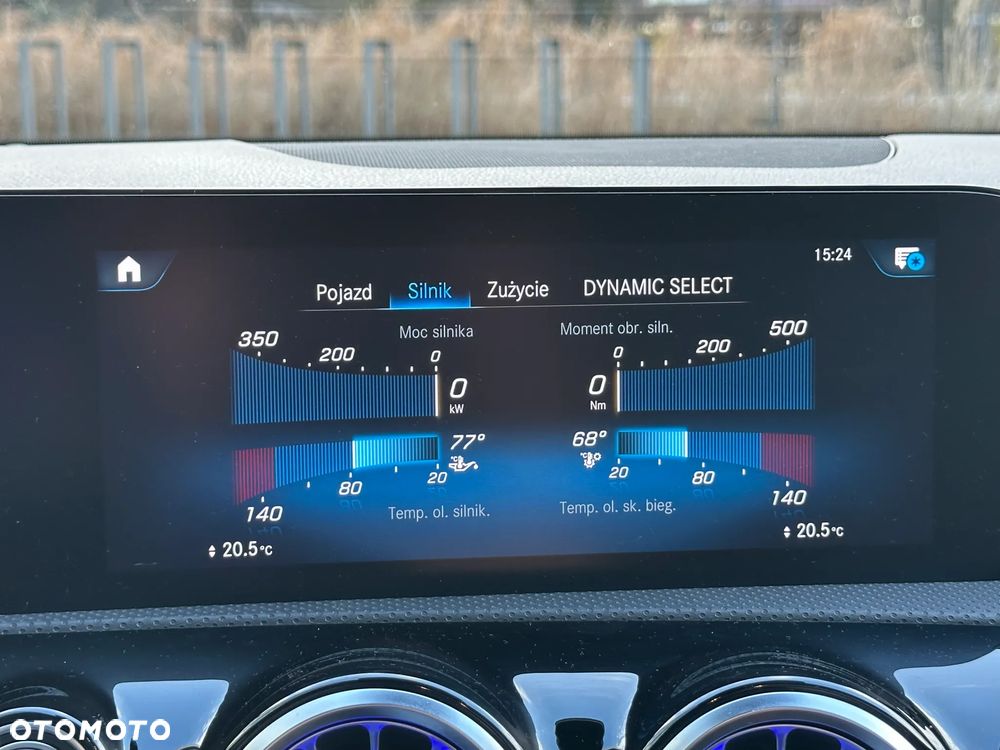 15:24
Pojazd Silnik Zużycie DYNAMIC SELECT
Moc silnika Moment obr. siln.
350 200 0 0 200 500
0 kW 0 Nm
77° 68°
140 80 20 20 80 140
Temp. ol. silnik. Temp. ol. sk. bieg.
20.5°C 20.5°C
OTOMOTO